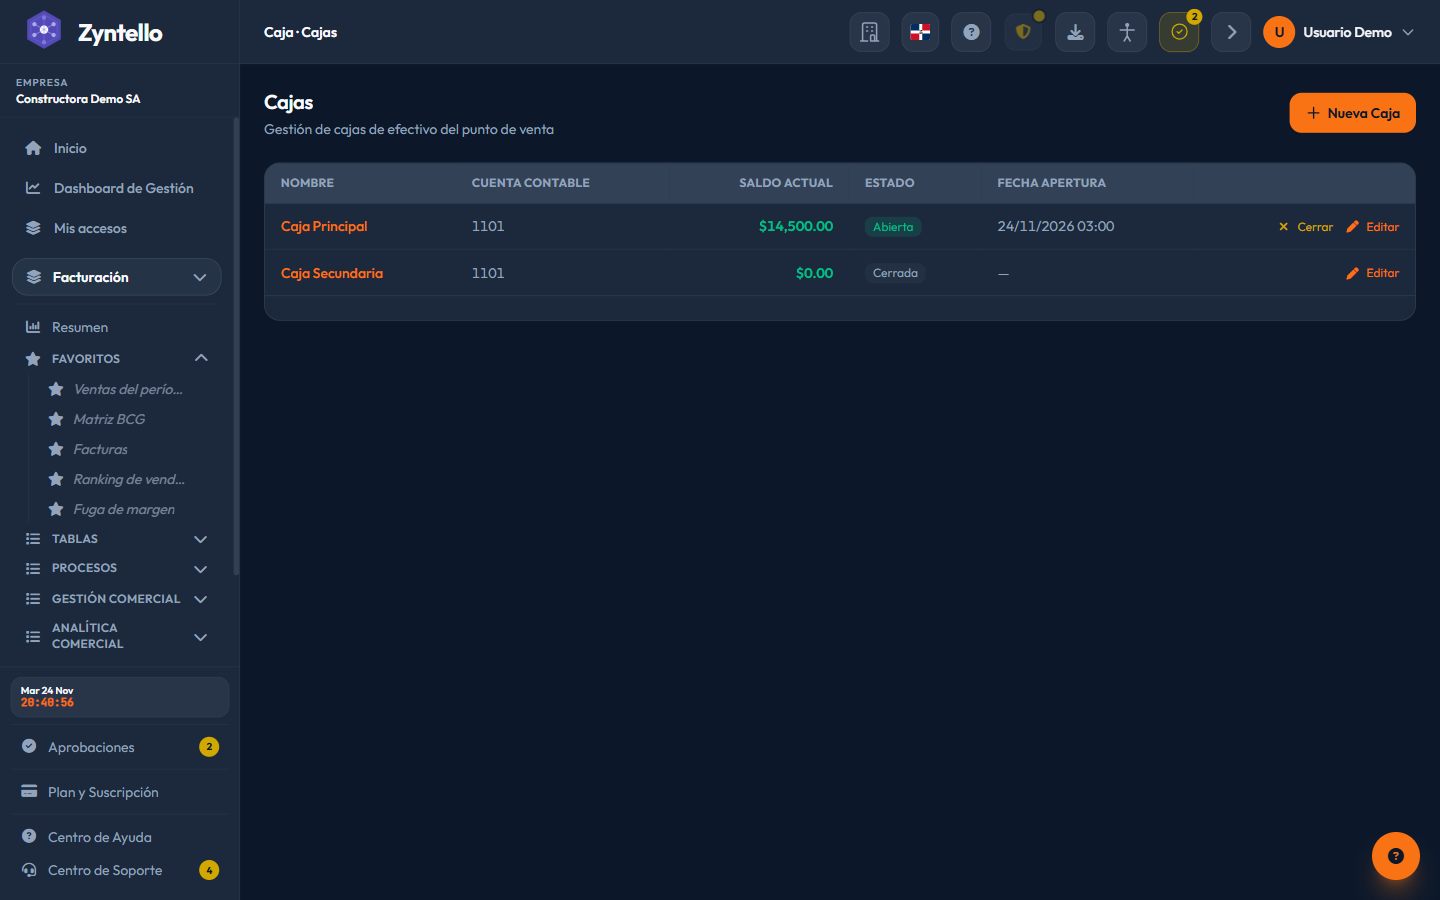 Zyntello
Caja · Cajas
2
U
Usuario Demo
EMPRESA
Constructora Demo SA
Inicio
Dashboard de Gestión
Mis accesos
Facturación
Resumen
FAVORITOS
Ventas del perío...
Matriz BCG
Facturas
Ranking de vend...
Fuga de margen
TABLAS
PROCESOS
GESTIÓN COMERCIAL
ANALÍTICA
COMERCIAL
Mar 24 Nov
20:40:56
Aprobaciones 2
Plan y Suscripción
Centro de Ayuda
Centro de Soporte 4
Cajas
Gestión de cajas de efectivo del punto de venta
+ Nueva Caja
NOMBRE CUENTA CONTABLE SALDO ACTUAL ESTADO FECHA APERTURA
Caja Principal 1101 $14,500.00 Abierta 24/11/2026 03:00 × Cerrar Editar
Caja Secundaria 1101 $0.00 Cerrada — Editar